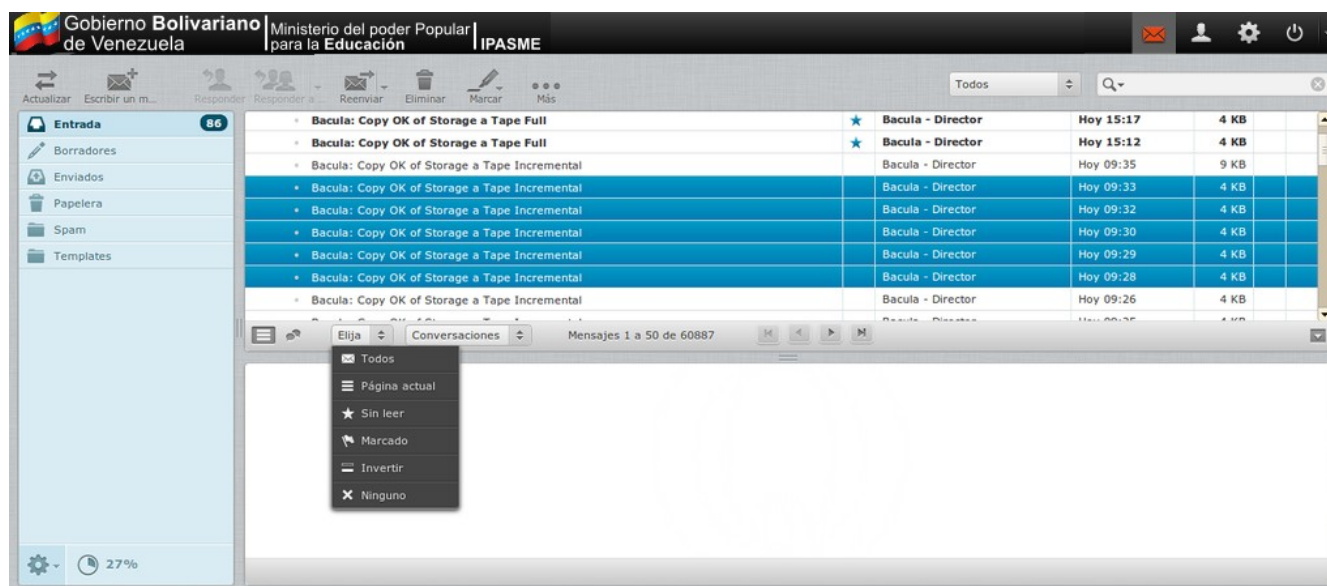 Gobierno Bolivariano
de Venezuela
Ministerio del poder Popular
para la Educación
IPASME
Actualizar Escribir un m... Responder Responder a ... Reenviar Eliminar Marcar Más
Todos
Entrada 86
Borradores
Enviados
Papelera
Spam
Templates
Bacula: Copy OK of Storage a Tape Full Bacula - Director Hoy 15:17 4 KB
Bacula: Copy OK of Storage a Tape Full Bacula - Director Hoy 15:12 4 KB
Bacula: Copy OK of Storage a Tape Incremental Bacula - Director Hoy 09:35 9 KB
Bacula: Copy OK of Storage a Tape Incremental Bacula - Director Hoy 09:33 4 KB
Bacula: Copy OK of Storage a Tape Incremental Bacula - Director Hoy 09:32 4 KB
Bacula: Copy OK of Storage a Tape Incremental Bacula - Director Hoy 09:30 4 KB
Bacula: Copy OK of Storage a Tape Incremental Bacula - Director Hoy 09:29 4 KB
Bacula: Copy OK of Storage a Tape Incremental Bacula - Director Hoy 09:28 4 KB
Bacula: Copy OK of Storage a Tape Incremental Bacula - Director Hoy 09:26 4 KB
Elija Conversaciones Mensajes 1 a 50 de 60887
Todos
Página actual
Sin leer
Marcado
Invertir
Ninguno
27%